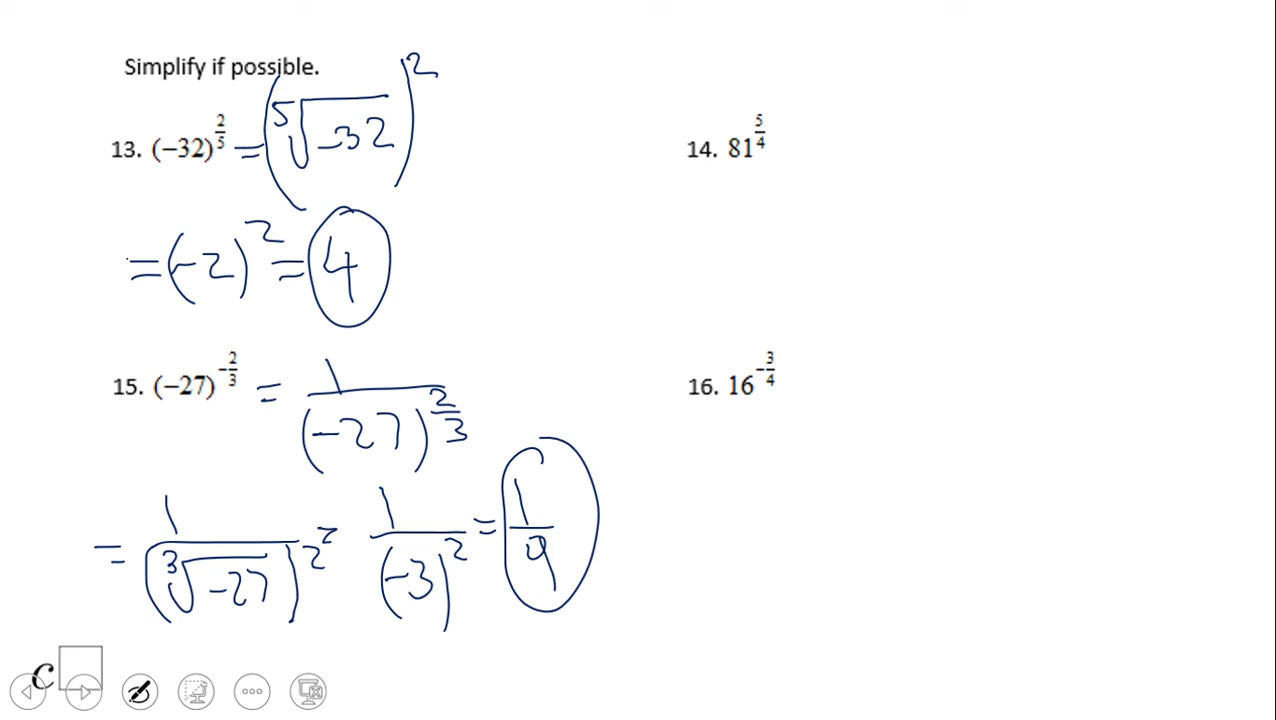 Simplify if possible.
13. (−32)^{2/5} = (⁵√−32)²
= (−2)² = 4
14. 81^{5/4}
15. (−27)^{−2/3} = 1/(−27)^{2/3}
= 1/(³√−27)² = 1/(−3)² = 1/9
16. 16^{−3/4}
C